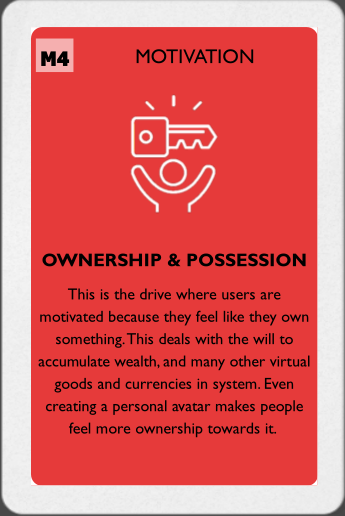 M4
MOTIVATION
OWNERSHIP & POSSESSION
This is the drive where users are
motivated because they feel like they own
something. This deals with the will to
accumulate wealth, and many other virtual
goods and currencies in system. Even
creating a personal avatar makes people
feel more ownership towards it.